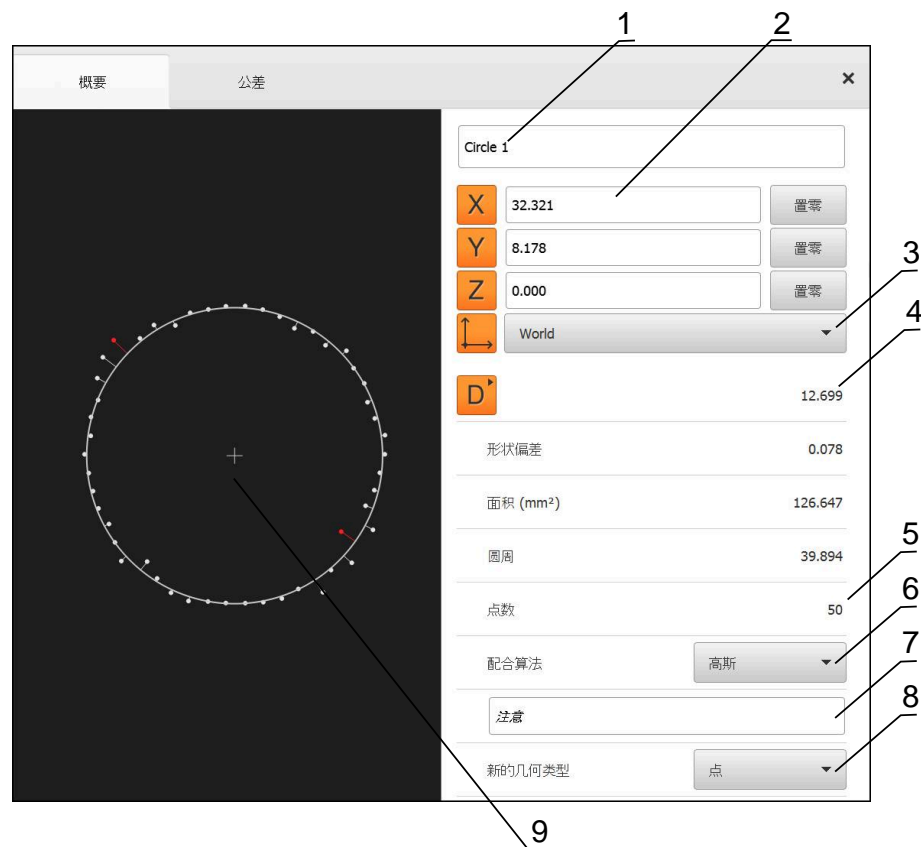 1
2
概要 公差 ×
Circle 1
X 32.321 置零
Y 8.178 置零
3
Z 0.000 置零
4
World
D 12.699
形状偏差 0.078
面积 (mm²) 126.647
5
圆周 39.894
6
点数 50
7
配合算法 高斯
8
注意
新的几何类型 点
9